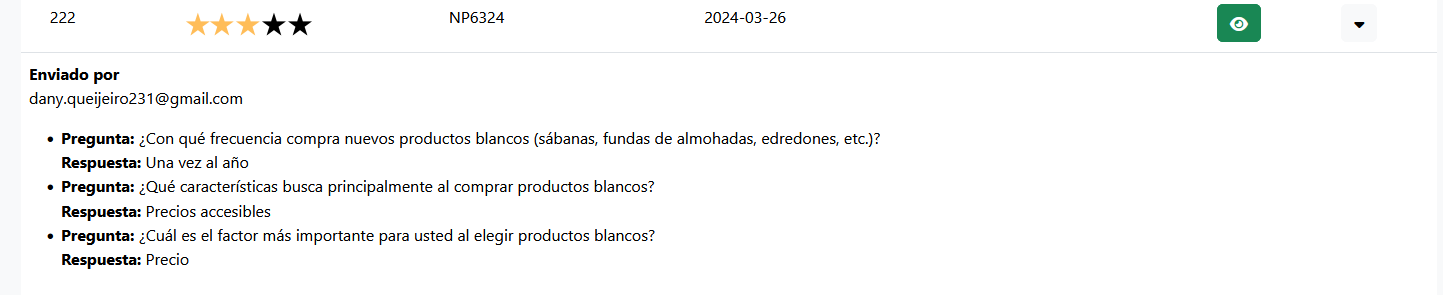 222 ★★★★★ NP6324 2024-03-26
Enviado por
dany.queijeiro231@gmail.com
• Pregunta: ¿Con qué frecuencia compra nuevos productos blancos (sábanas, fundas de almohadas, edredones, etc.)?
Respuesta: Una vez al año
• Pregunta: ¿Qué características busca principalmente al comprar productos blancos?
Respuesta: Precios accesibles
• Pregunta: ¿Cuál es el factor más importante para usted al elegir productos blancos?
Respuesta: Precio